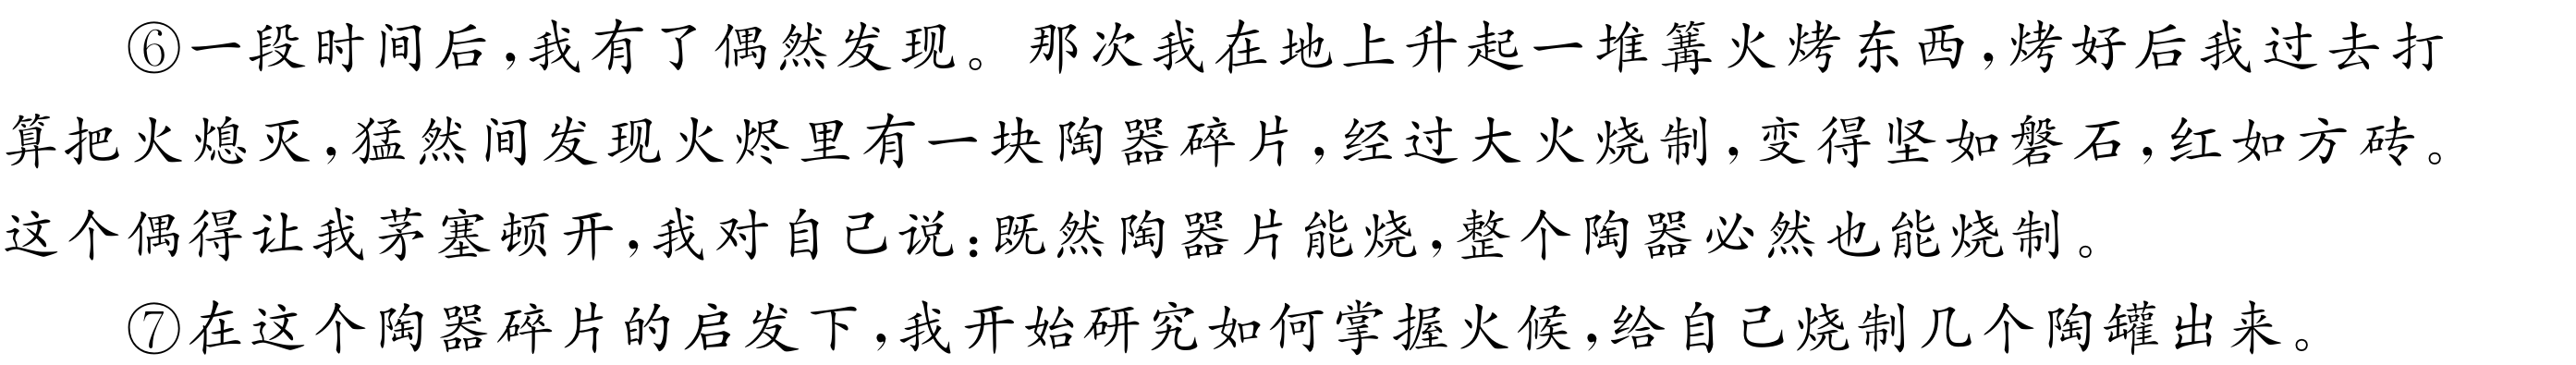 ⑥一段时间后,我有了偶然发现。那次我在地上升起一堆篝火烤东西,烤好后我过去打
算把火熄灭,猛然间发现火烬里有一块陶器碎片,经过大火烧制,变得坚如磐石,红如方砖。
这个偶得让我茅塞顿开,我对自己说:既然陶器片能烧,整个陶器必然也能烧制。
⑦在这个陶器碎片的启发下,我开始研究如何掌握火候,给自己烧制几个陶罐出来。